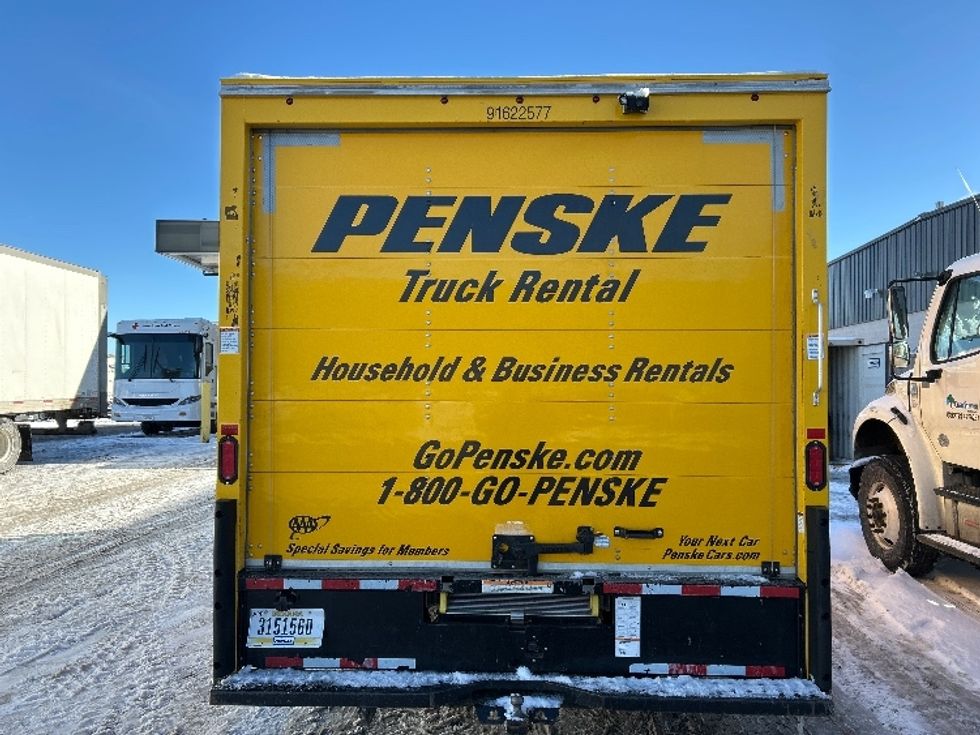 91622577
PENSKE
Truck Rental
Household & Business Rentals
GoPenske.com
1-800-GO-PENSKE
AAA
Special Savings for Members
Your Next Car
PenskeCars.com
3151560